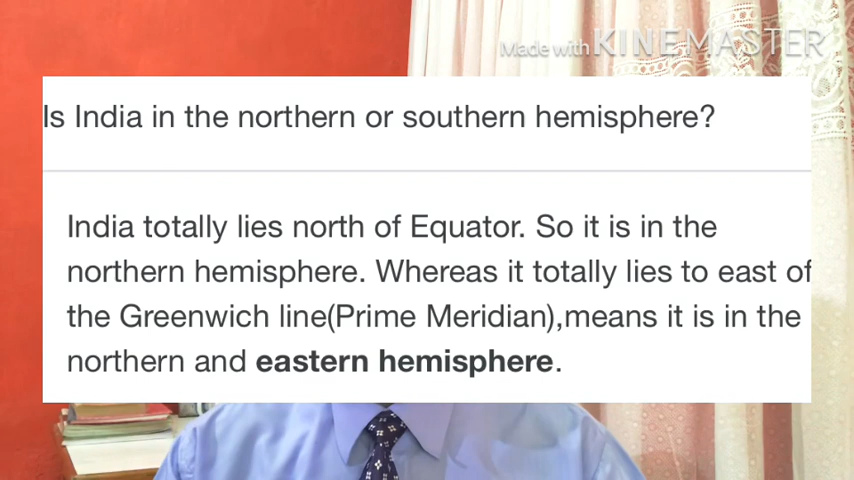 Made with KINEMASTER
Is India in the northern or southern hemisphere?
India totally lies north of Equator. So it is in the
northern hemisphere. Whereas it totally lies to east of
the Greenwich line(Prime Meridian),means it is in the
northern and eastern hemisphere.